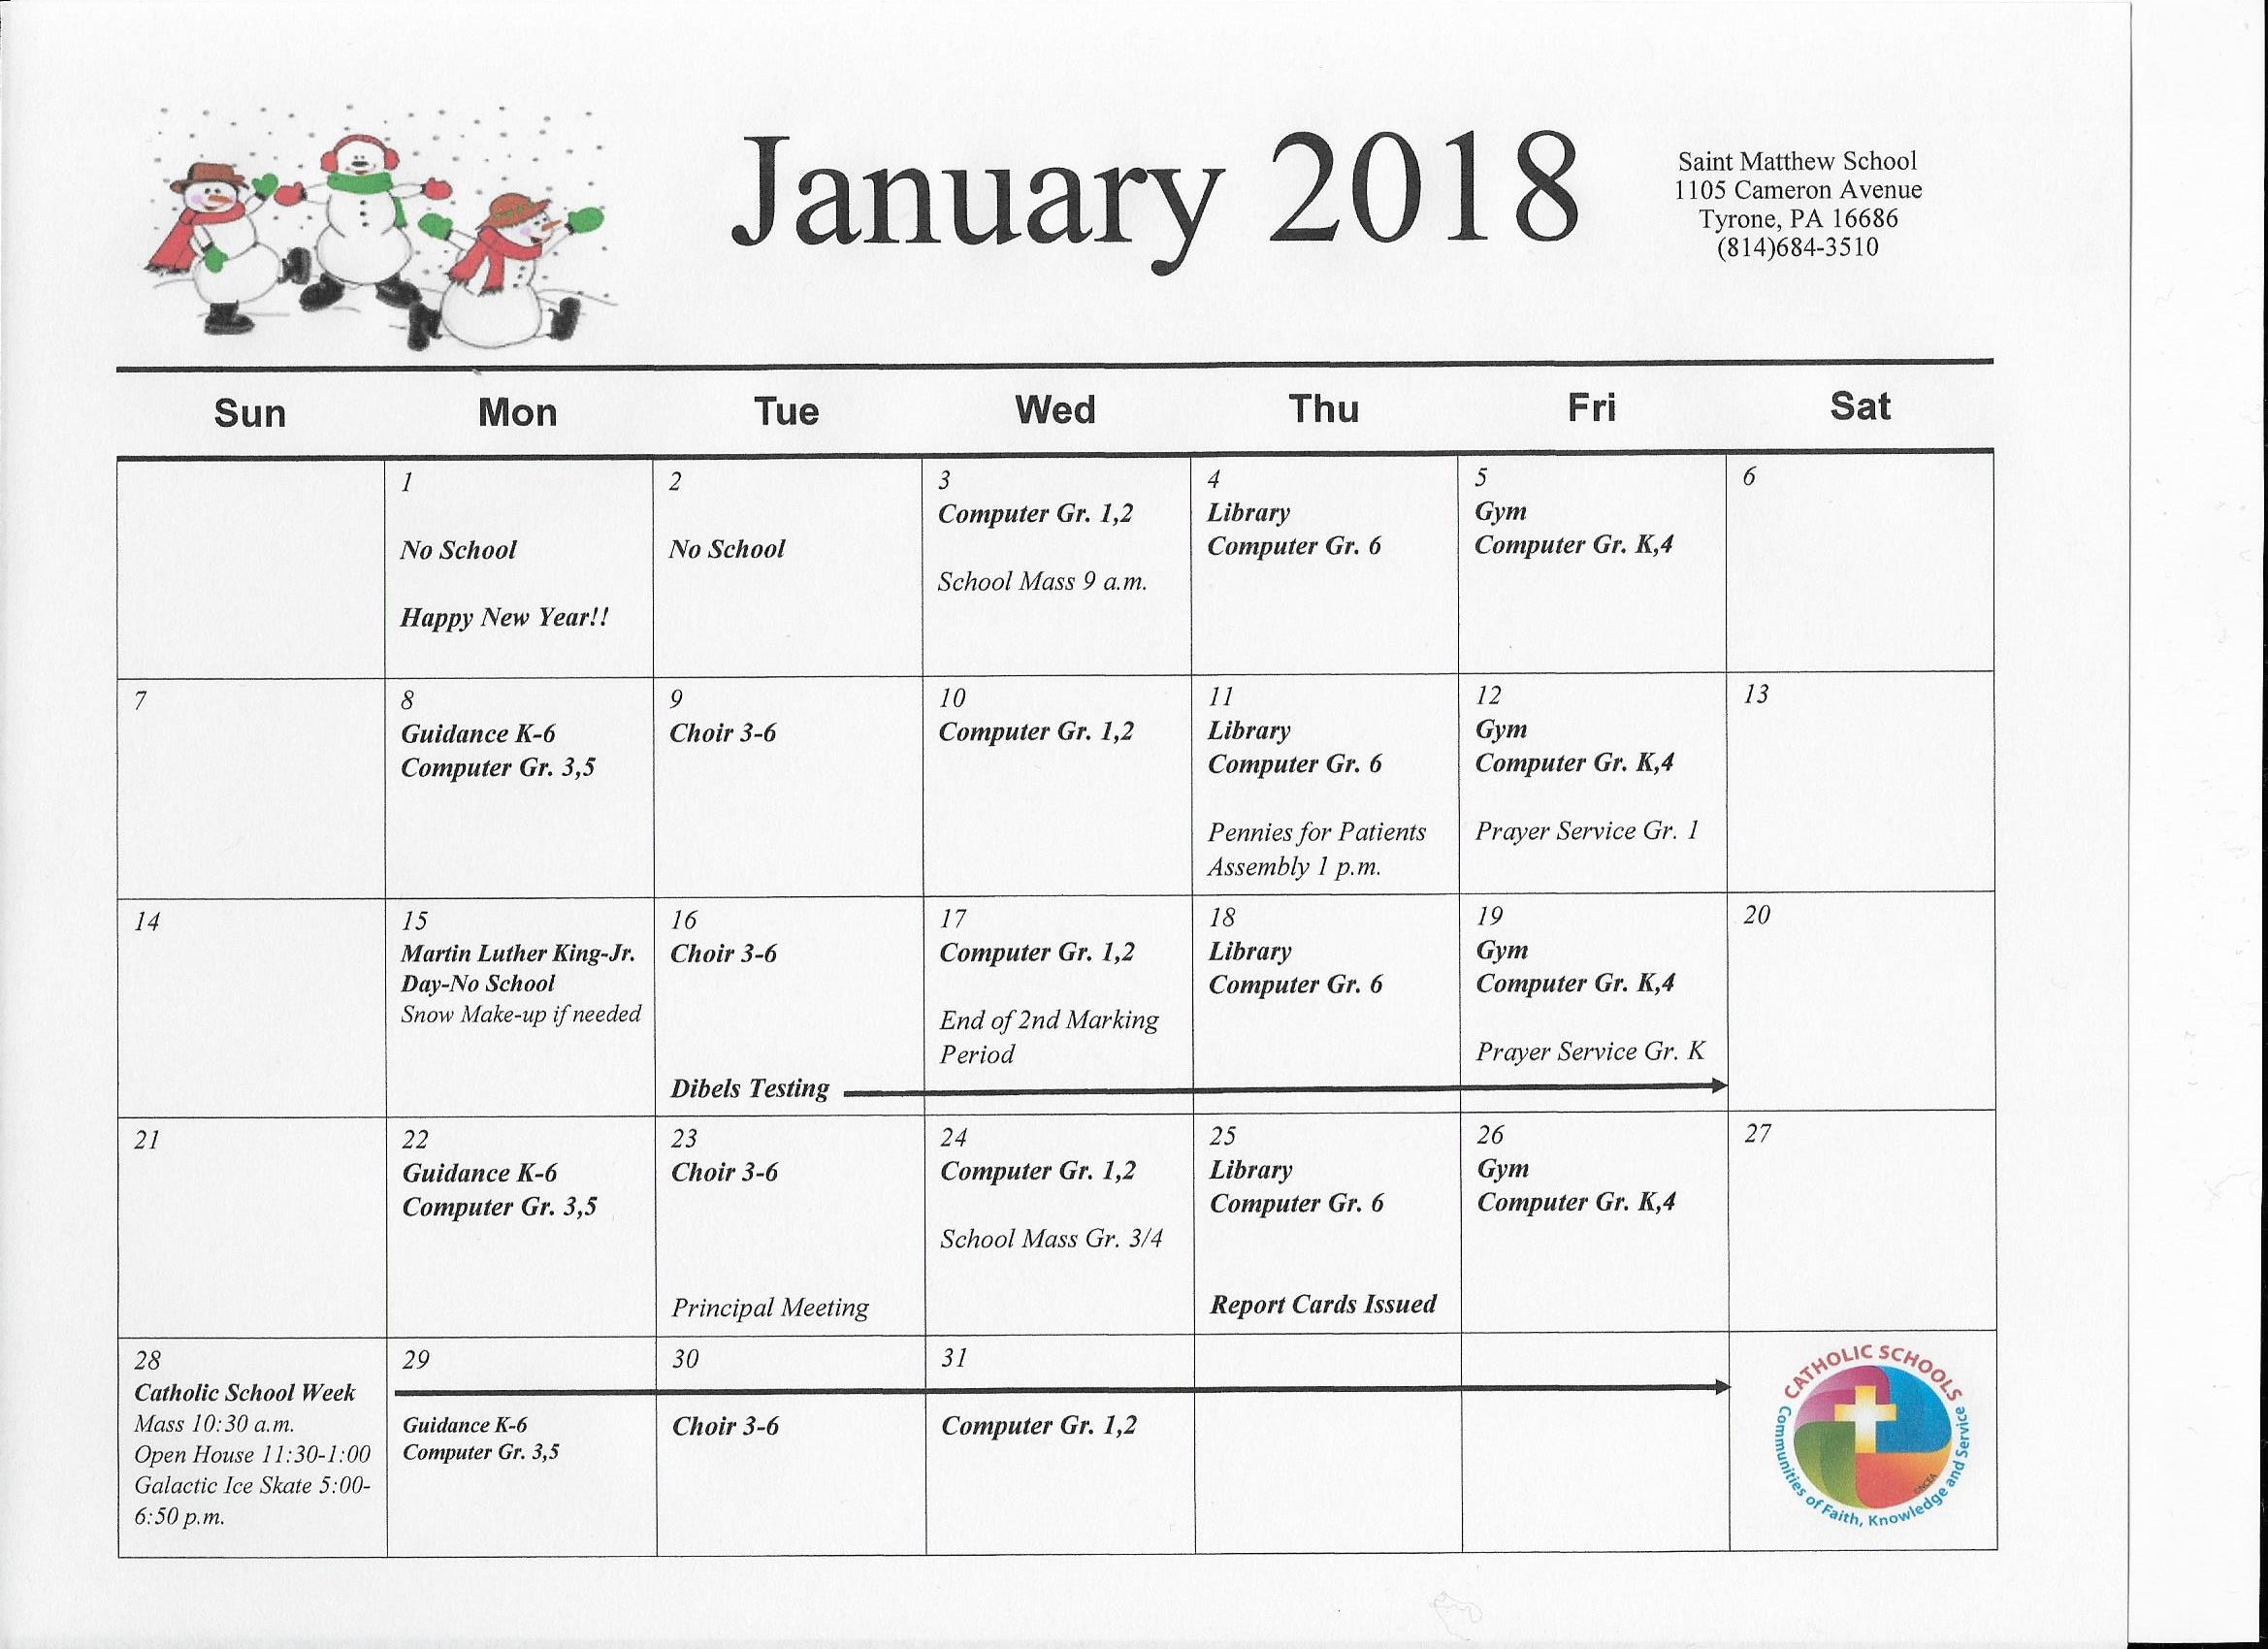 January 2018
Saint Matthew School
1105 Cameron Avenue
Tyrone, PA 16686
(814)684-3510
Sun
Mon
Tue
Wed
Thu
Fri
Sat
1
No School
Happy New Year!!
2
No School
3
Computer Gr. 1,2
School Mass 9 a.m.
4
Library
Computer Gr. 6
5
Gym
Computer Gr. K,4
6
7
8
Guidance K-6
Computer Gr. 3,5
9
Choir 3-6
10
Computer Gr. 1,2
11
Library
Computer Gr. 6
Pennies for Patients
Assembly 1 p.m.
12
Gym
Computer Gr. K,4
Prayer Service Gr. 1
13
14
15
Martin Luther King-Jr.
Day-No School
Snow Make-up if needed
16
Choir 3-6
Dibels Testing
17
Computer Gr. 1,2
End of 2nd Marking
Period
18
Library
Computer Gr. 6
19
Gym
Computer Gr. K,4
Prayer Service Gr. K
20
21
22
Guidance K-6
Computer Gr. 3,5
23
Choir 3-6
Principal Meeting
24
Computer Gr. 1,2
School Mass Gr. 3/4
25
Library
Computer Gr. 6
Report Cards Issued
26
Gym
Computer Gr. K,4
27
28
Catholic School Week
Mass 10:30 a.m.
Open House 11:30-1:00
Galactic Ice Skate 5:00-
6:50 p.m.
29
Guidance K-6
Computer Gr. 3,5
30
Choir 3-6
31
Computer Gr. 1,2
CATHOLIC SCHOOLS
Communities of Faith, Knowledge and Service